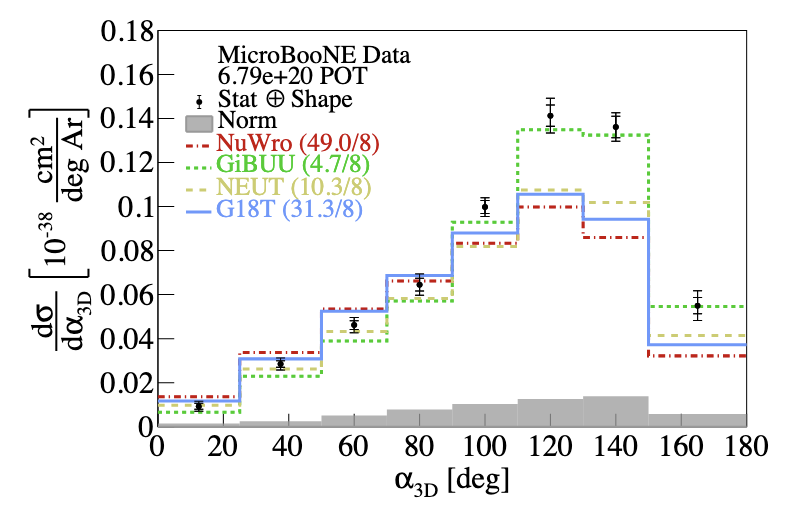 0.18
0.16
0.14
0.12
0.1
0.08
0.06
0.04
0.02
0
dσ/dα3D [10^-38 cm^2/deg Ar]
MicroBooNE Data
6.79e+20 POT
Stat ⊕ Shape
Norm
NuWro (49.0/8)
GiBUU (4.7/8)
NEUT (10.3/8)
G18T (31.3/8)
0 20 40 60 80 100 120 140 160 180
α3D [deg]